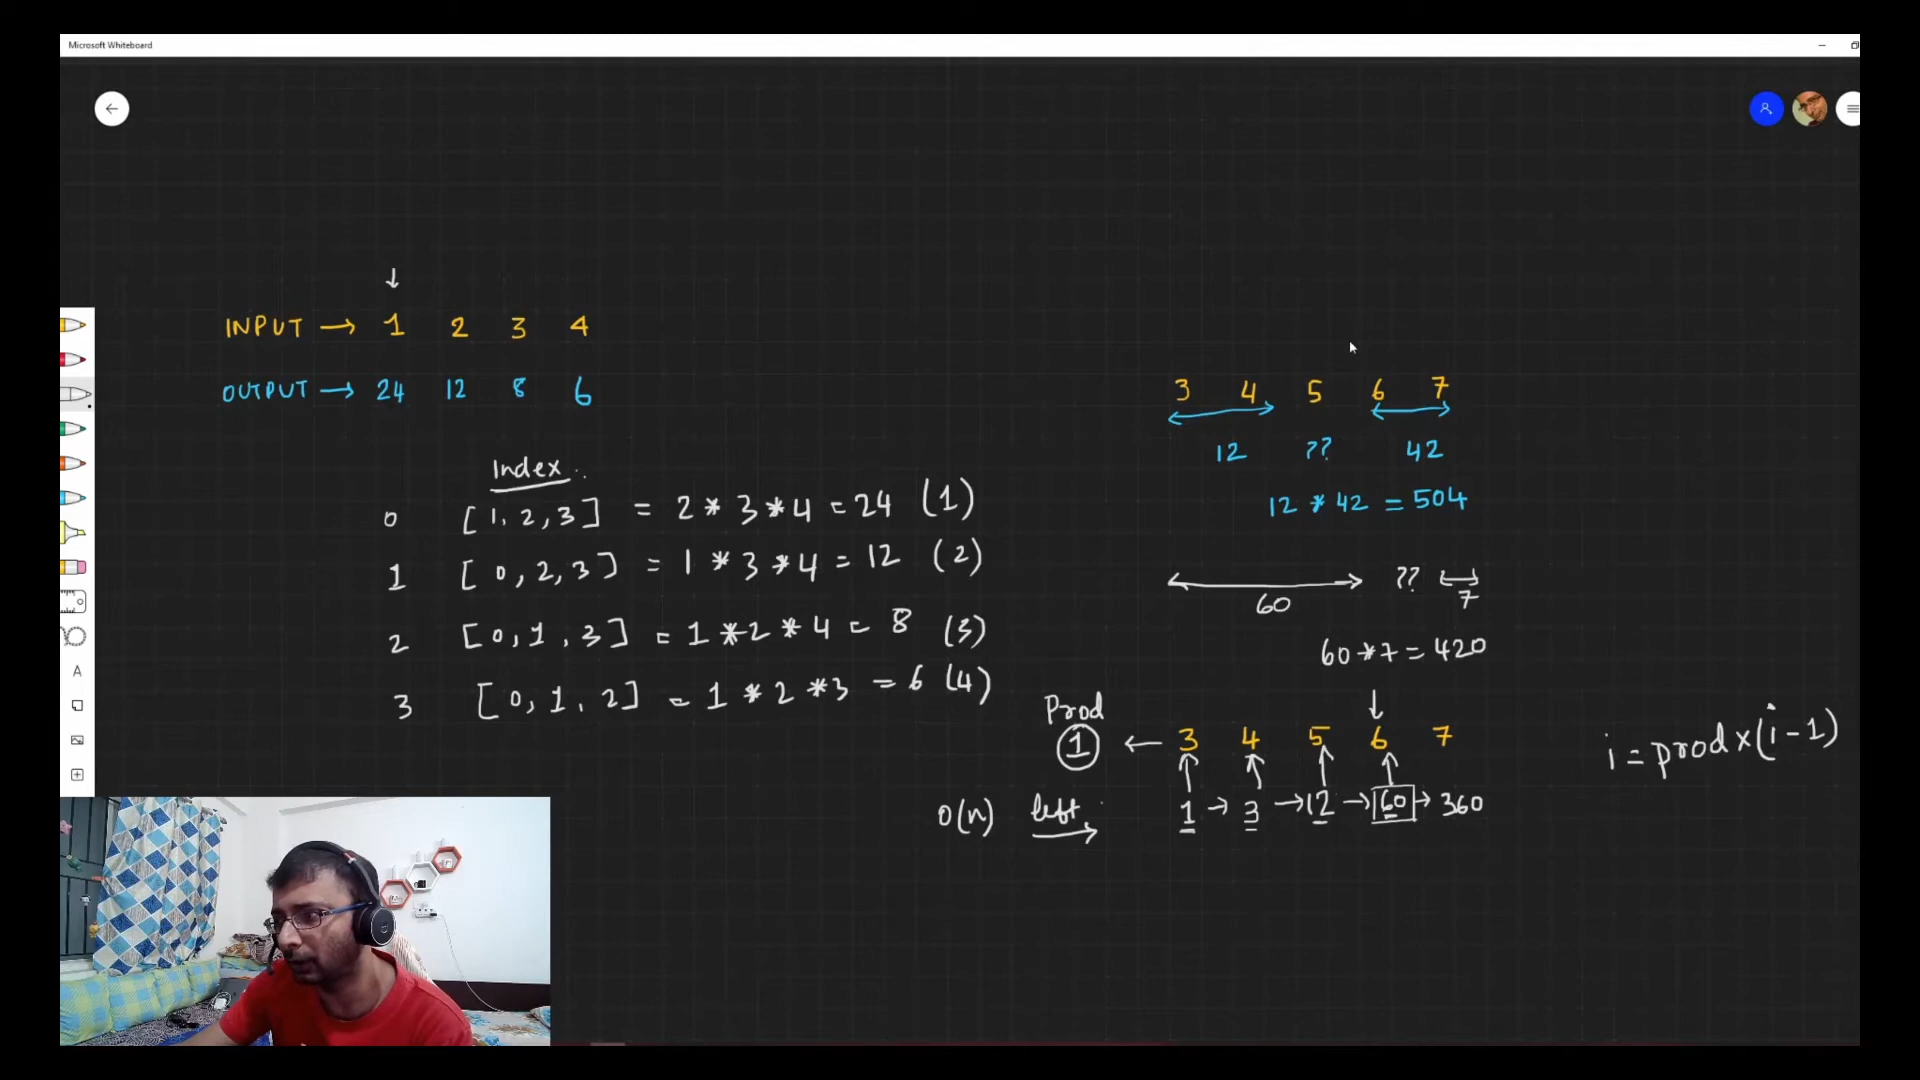 Microsoft Whiteboard
INPUT → 1 2 3 4
OUTPUT → 24 12 8 6
Index
0 [1, 2, 3] = 2 * 3 * 4 = 24 (1)
1 [0, 2, 3] = 1 * 3 * 4 = 12 (2)
2 [0, 1, 3] = 1 * 2 * 4 = 8 (3)
3 [0, 1, 2] = 1 * 2 * 3 = 6 (4)
3 4 5 6 7
12 ?? 42
12 * 42 = 504
??
60 7
60 * 7 = 420
Prod
1 ← 3 4 5 6 7
i = prod x (i - 1)
O(n) left 1 → 3 → 12 → 60 → 360
A